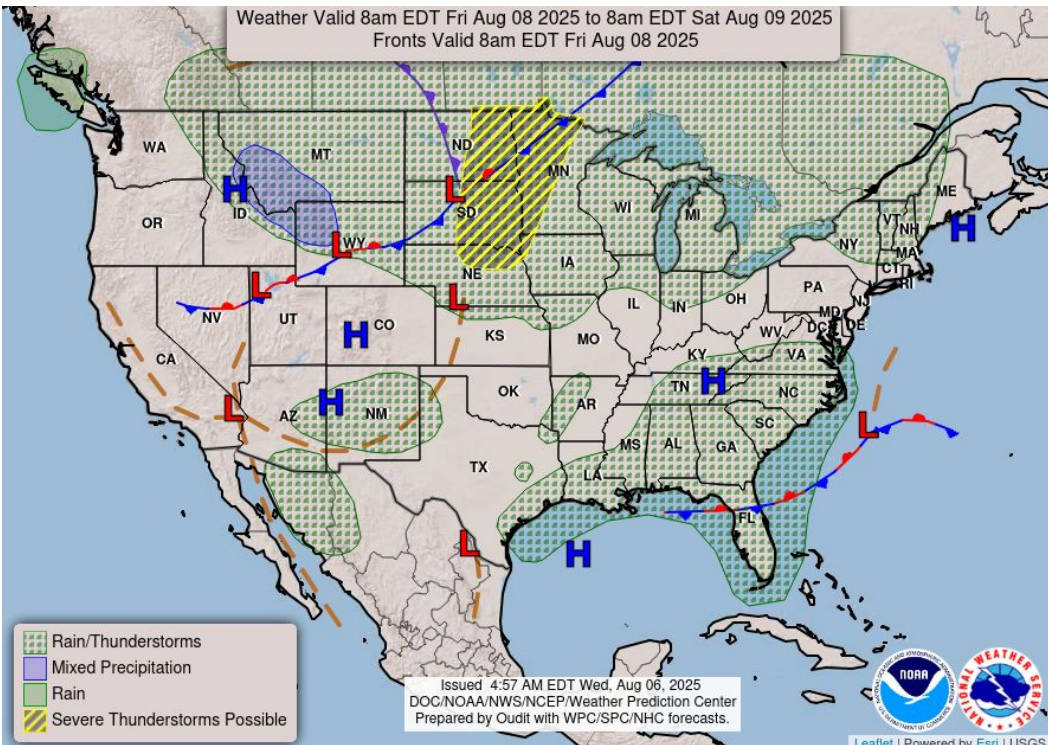 Weather Valid 8am EDT Fri Aug 08 2025 to 8am EDT Sat Aug 09 2025
Fronts Valid 8am EDT Fri Aug 08 2025
WA
MT
ND
MN
ME
H
L
SD
ID
OR
WI
MI
VT
NH
H
L
WY
NY
MA
CT
RI
L
NE
IA
L
PA
NJ
OH
IL
IN
NV
UT
H
CO
MD
DE
DC
WV
KS
MO
VA
CA
KY
H
TN
L
AZ
H
NM
OK
AR
NC
L
SC
MS
AL
GA
TX
LA
FL
L
H
Rain/Thunderstorms
Mixed Precipitation
Rain
Severe Thunderstorms Possible
Issued 4:57 AM EDT Wed, Aug 06, 2025
DOC/NOAA/NWS/NCEP/Weather Prediction Center
Prepared by Oudit with WPC/SPC/NHC forecasts.
NOAA
NATIONAL WEATHER SERVICE
Leaflet | Powered by Esri | USGS